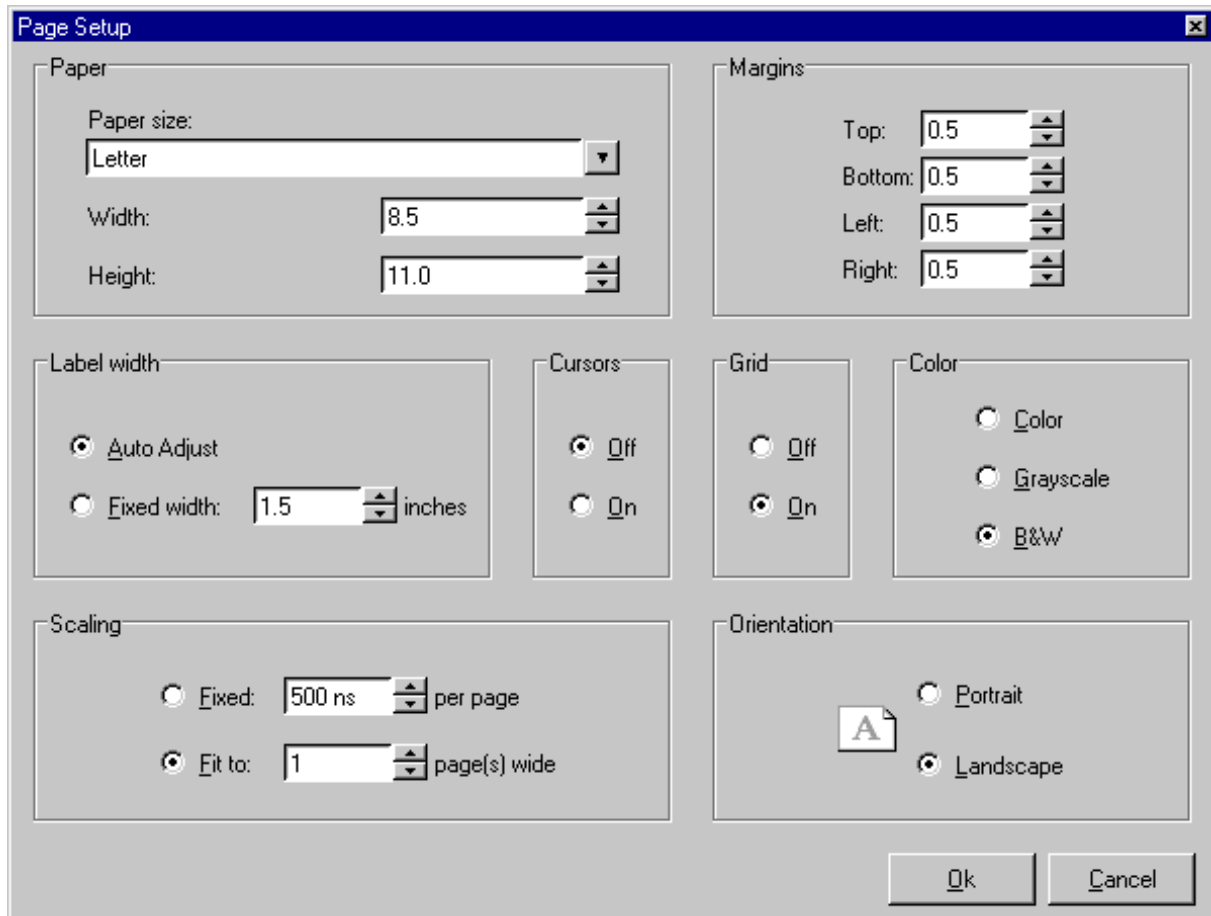 Page Setup
Paper
Paper size:
Letter
Width: 8.5
Height: 11.0
Margins
Top: 0.5
Bottom: 0.5
Left: 0.5
Right: 0.5
Label width
Auto Adjust
Fixed width: 1.5 inches
Cursors
Off
On
Grid
Off
On
Color
Color
Grayscale
B&W
Scaling
Fixed: 500 ns per page
Fit to: 1 page(s) wide
Orientation
A
Portrait
Landscape
Ok Cancel